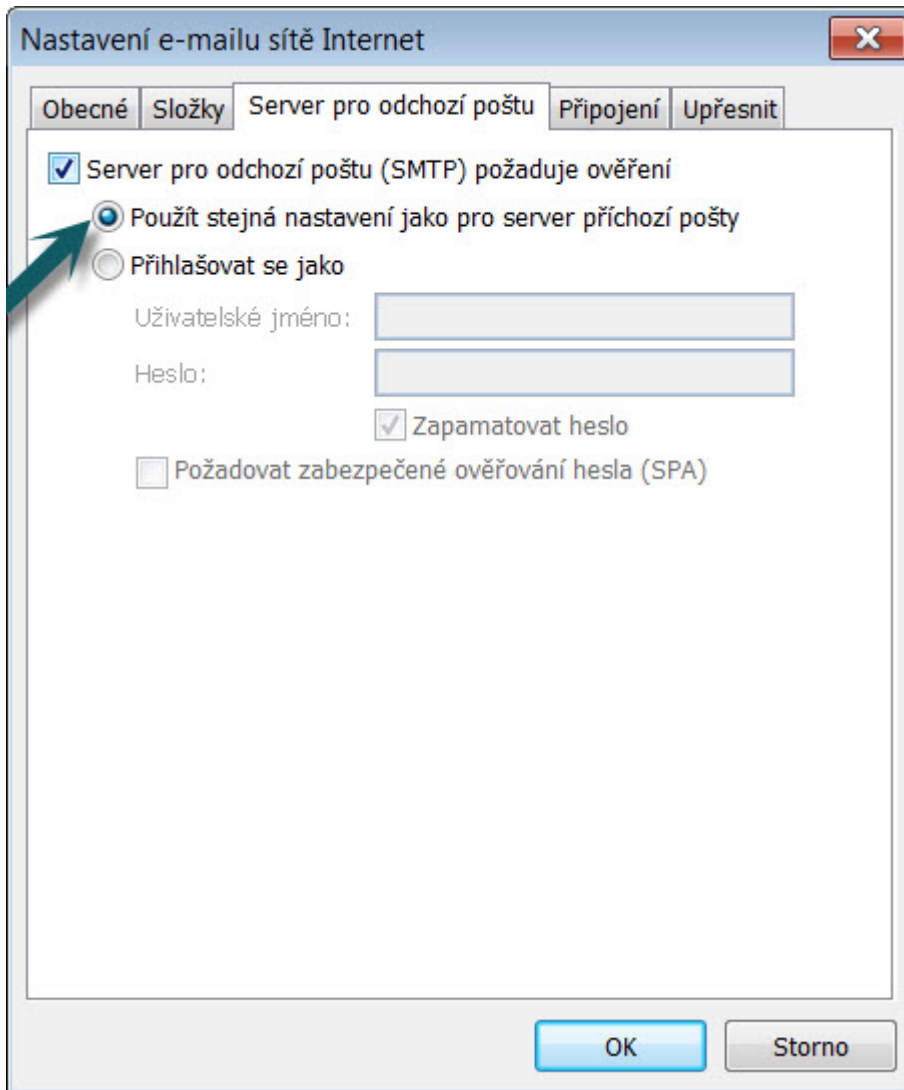 Nastavení e-mailu sítě Internet
Obecné Složky Server pro odchozí poštu Připojení Upřesnit
Server pro odchozí poštu (SMTP) požaduje ověření
Použít stejná nastavení jako pro server příchozí pošty
Přihlašovat se jako
Uživatelské jméno:
Heslo:
Zapamatovat heslo
Požadovat zabezpečené ověřování hesla (SPA)
OK Storno